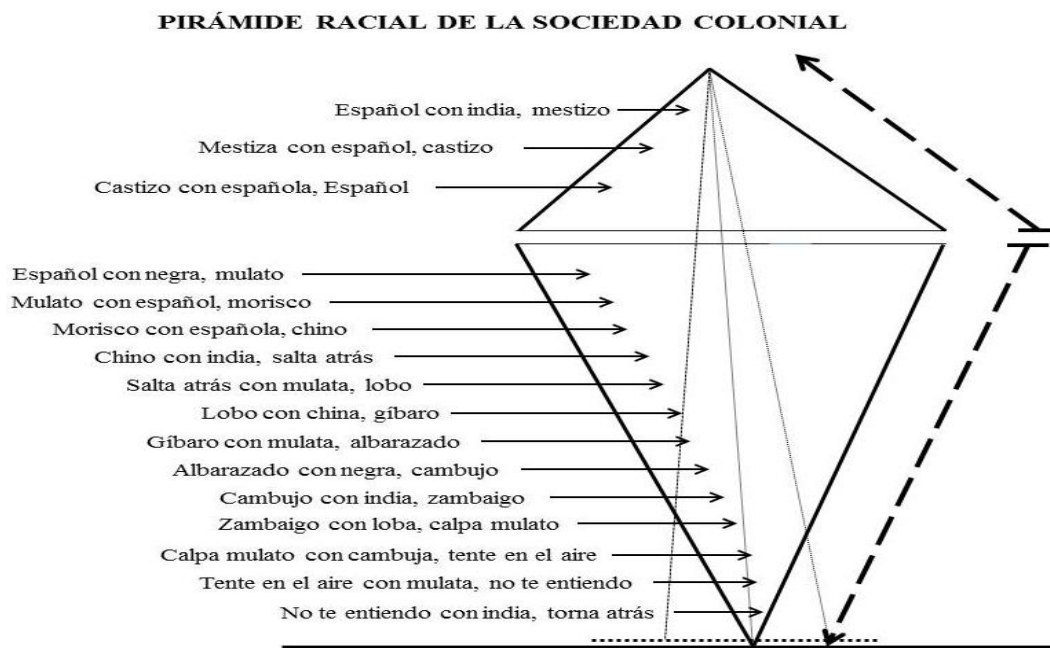 PIRÁMIDE RACIAL DE LA SOCIEDAD COLONIAL
Español con india, mestizo
Mestiza con español, castizo
Castizo con española, Español
Español con negra, mulato
Mulato con español, morisco
Morisco con española, chino
Chino con india, salta atrás
Salta atrás con mulata, lobo
Lobo con china, gíbaro
Gíbaro con mulata, albarazado
Albarazado con negra, cambujo
Cambujo con india, zambaigo
Zambaigo con loba, calpa mulato
Calpa mulato con cambuja, tente en el aire
Tente en el aire con mulata, no te entiendo
No te entiendo con india, torna atrás